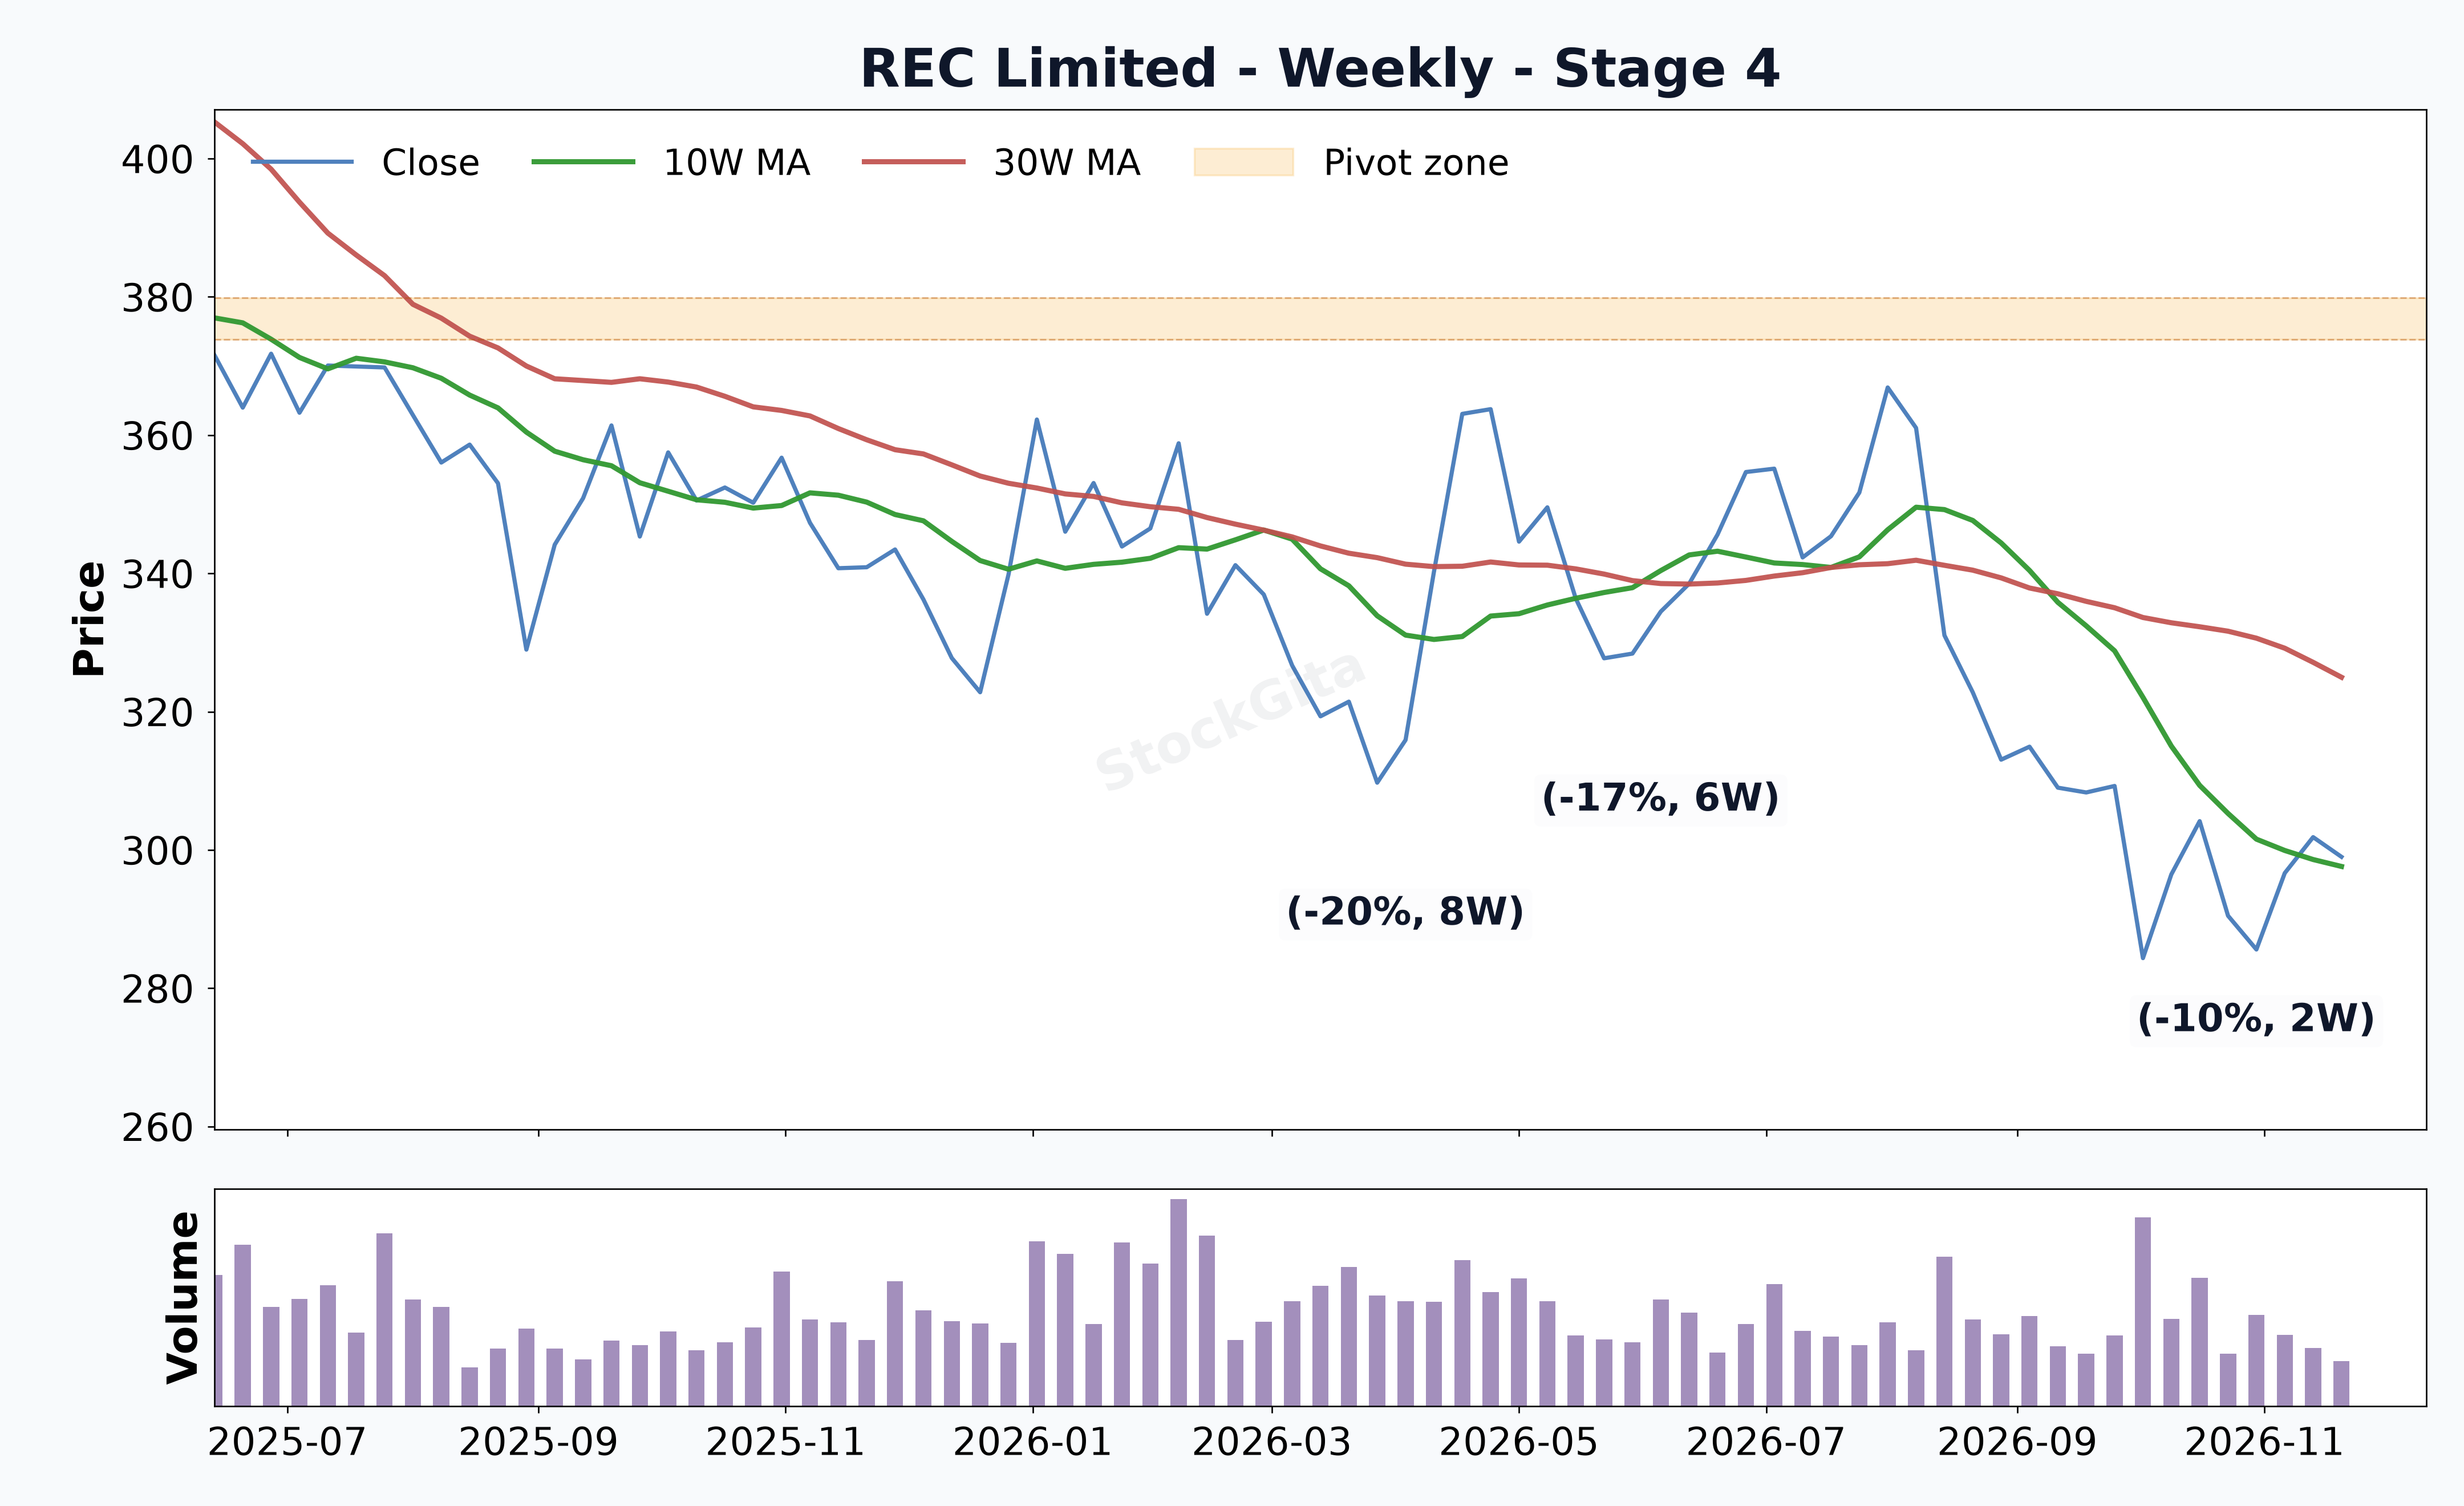 REC Limited - Weekly - Stage 4
Close
10W MA
30W MA
Pivot zone
400
380
360
340
320
300
280
260
Price
StockGita
(-17%, 6W)
(-20%, 8W)
(-10%, 2W)
Volume
2025-07
2025-09
2025-11
2026-01
2026-03
2026-05
2026-07
2026-09
2026-11